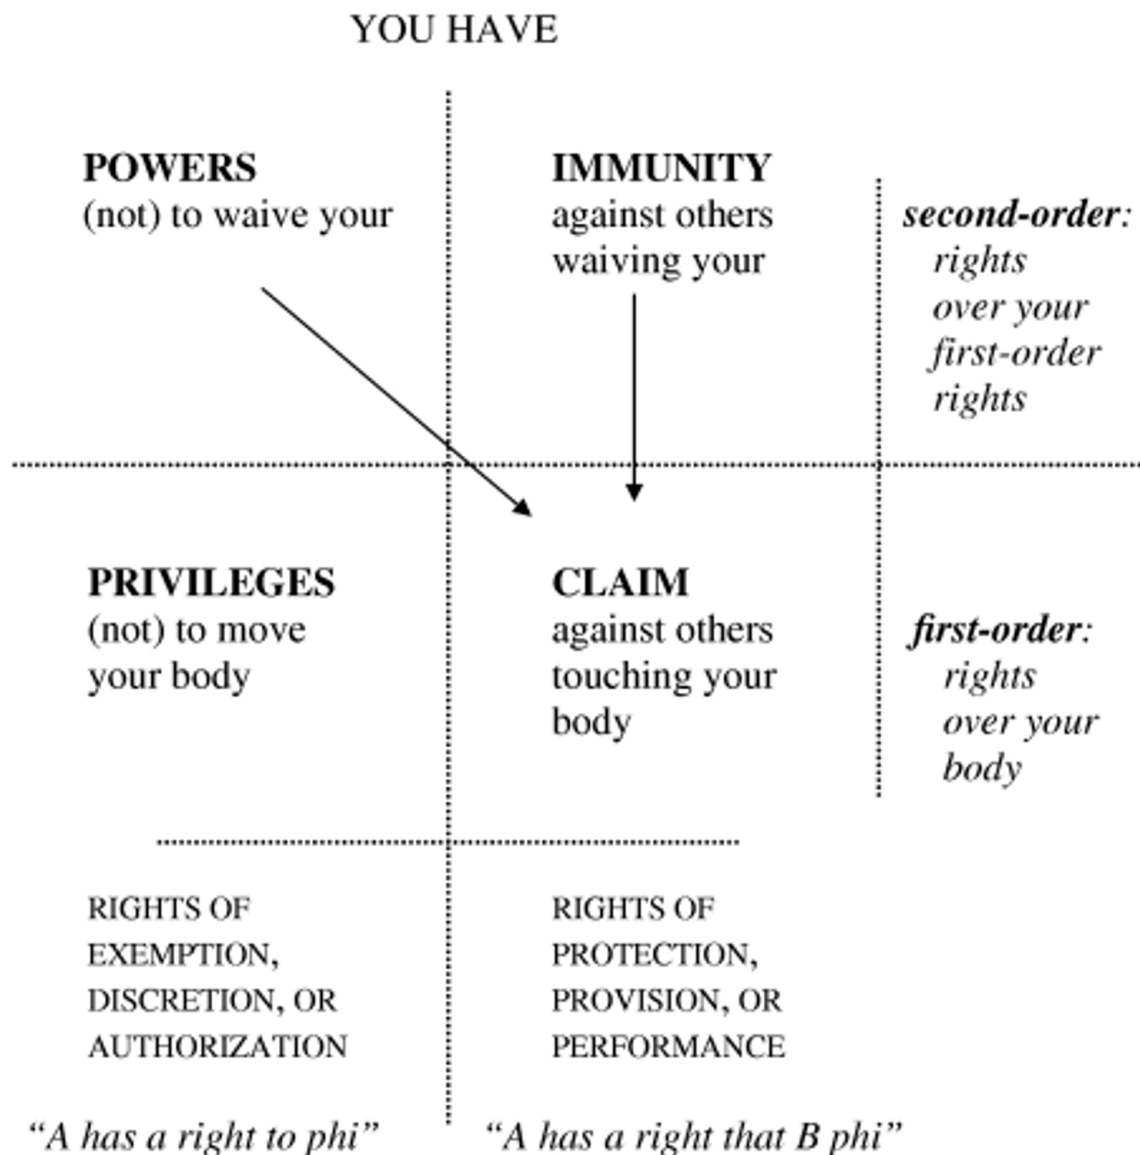 YOU HAVE
POWERS
(not) to waive your
IMMUNITY
against others
waiving your
second-order:
rights
over your
first-order
rights
PRIVILEGES
(not) to move
your body
CLAIM
against others
touching your
body
first-order:
rights
over your
body
RIGHTS OF
EXEMPTION,
DISCRETION, OR
AUTHORIZATION
RIGHTS OF
PROTECTION,
PROVISION, OR
PERFORMANCE
“A has a right to phi”
“A has a right that B phi”